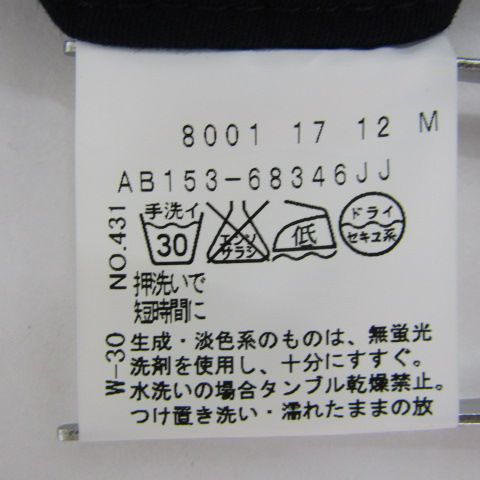 8001 17 12 M
AB153-68346JJ
NO.431
W-30
手洗イ
30
エンソ
サラシ
低
ドライ
セキユ系
押洗いで
短時間に
生成・淡色系のものは、無蛍光
洗剤を使用し、十分にすすぐ。
水洗いの場合タンブル乾燥禁止。
つけ置き洗い・濡れたままの放